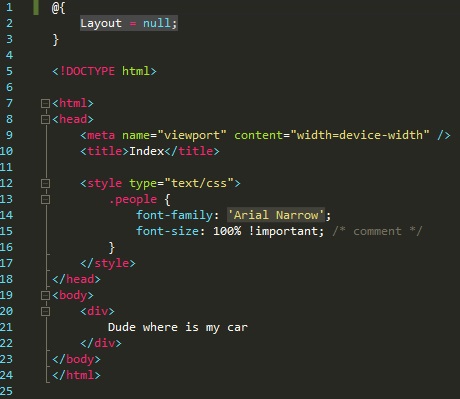 1 @{
2     Layout = null;
3 }
4
5 <!DOCTYPE html>
6
7 <html>
8 <head>
9     <meta name="viewport" content="width=device-width" />
10     <title>Index</title>
11
12     <style type="text/css">
13         .people {
14             font-family: 'Arial Narrow';
15             font-size: 100% !important; /* comment */
16         }
17     </style>
18 </head>
19 <body>
20     <div>
21         Dude where is my car
22     </div>
23 </body>
24 </html>
25